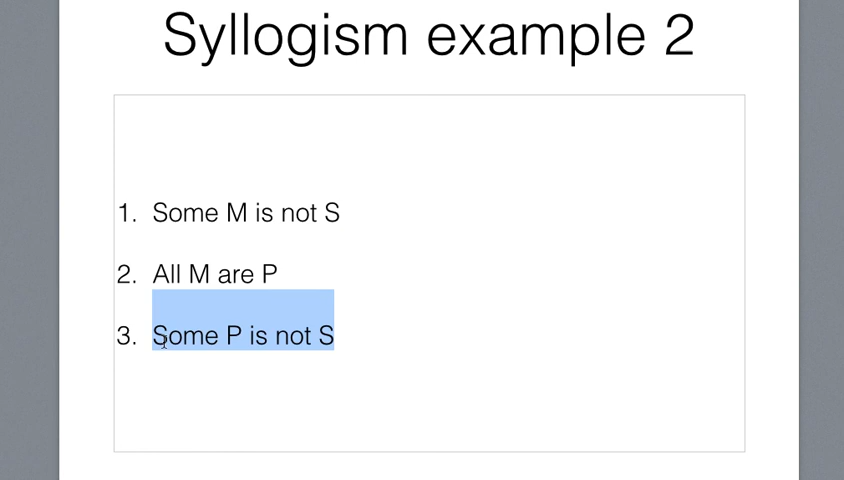 Syllogism example 2
1. Some M is not S
2. All M are P
3. Some P is not S